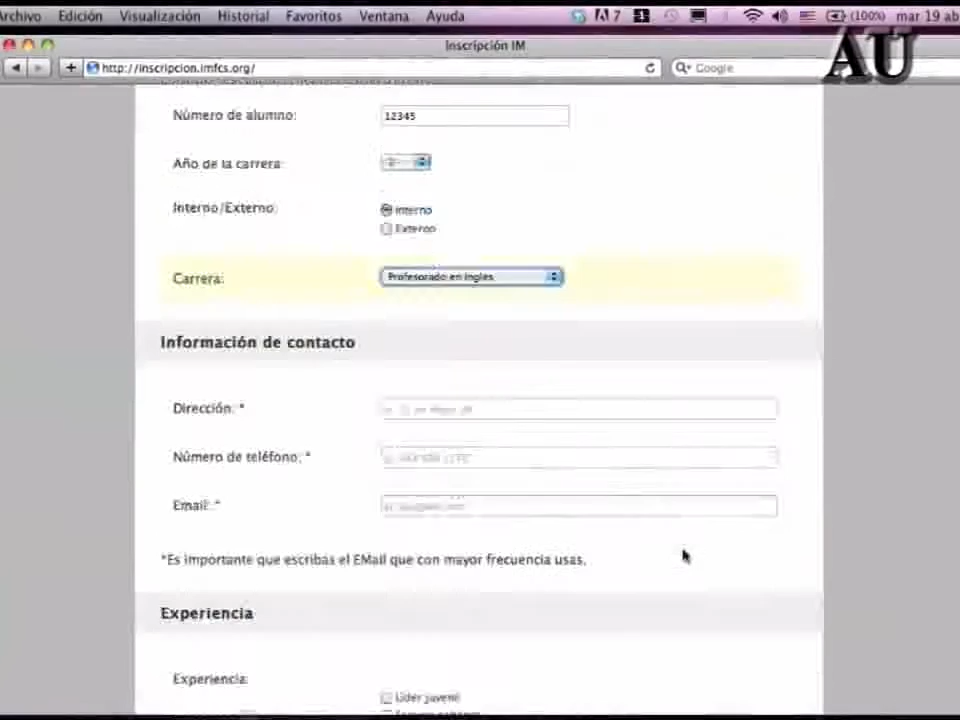 Archivo Edición Visualización Historial Favoritos Ventana Ayuda 7 (100%) mar 19 ab
Inscripción IM
AU
http://inscripcion.imfcs.org/ Google
Número de alumno: 12345
Año de la carrera:
Interno/Externo: Interno
Externo
Carrera: Profesorado en Ingles
Información de contacto
Dirección: *
Número de teléfono: *
Email: *
*Es importante que escribas el EMail que con mayor frecuencia usas.
Experiencia
Experiencia:
Líder juvenil